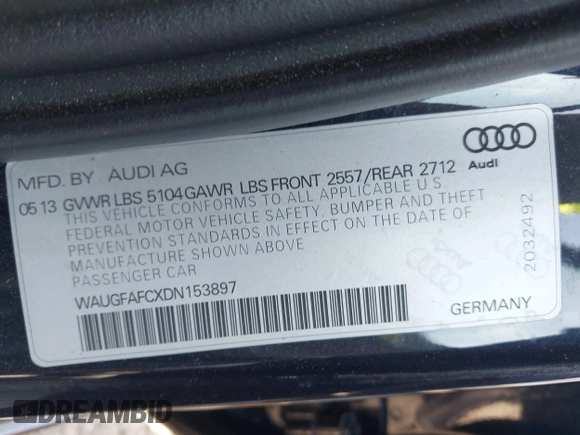 MFD. BY AUDI AG
Audi
05 13 GVWR LBS 5104 GAWR LBS FRONT 2557/REAR 2712
THIS VEHICLE CONFORMS TO ALL APPLICABLE U.S.
FEDERAL MOTOR VEHICLE SAFETY, BUMPER AND THEFT
PREVENTION STANDARDS IN EFFECT ON THE DATE OF
MANUFACTURE SHOWN ABOVE
PASSENGER CAR
WAUGFAFCXDN153897
GERMANY
2032492
DREAMBID